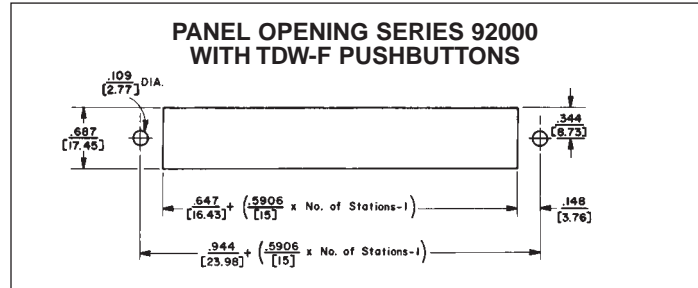 PANEL OPENING SERIES 92000
WITH TDW-F PUSHBUTTONS
.109
[2.77] DIA.
.687
[17.45]
.344
[8.73]
.647
[16.43] + (.5906
[15] x No. of Stations-1)
.148
[3.76]
.944
[23.98] + (.5906
[15] x No. of Stations-1)